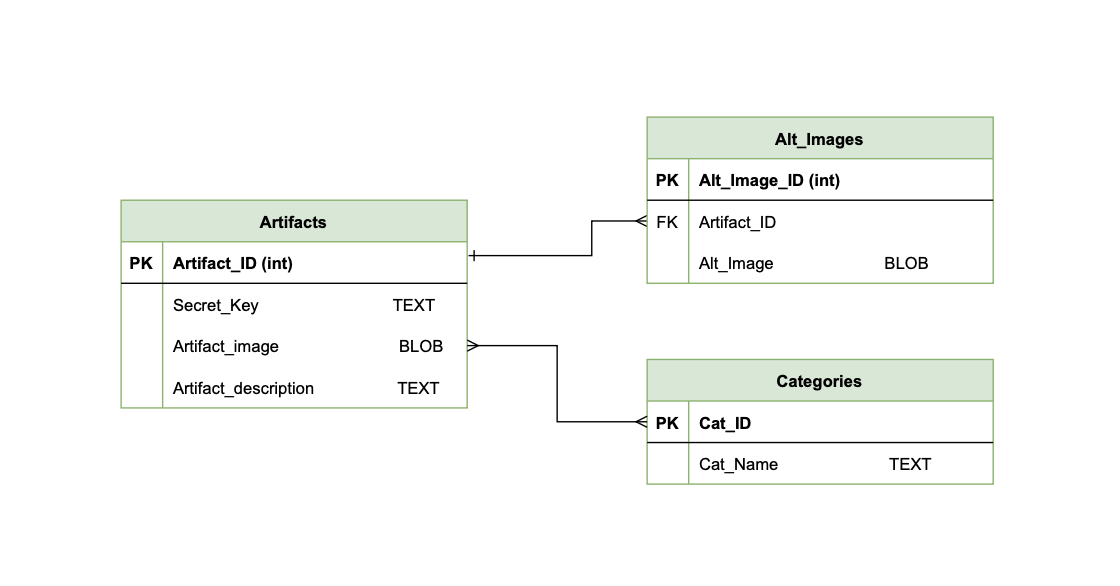 Artifacts
PK Artifact_ID (int)
Secret_Key TEXT
Artifact_image BLOB
Artifact_description TEXT
Alt_Images
PK Alt_Image_ID (int)
FK Artifact_ID
Alt_Image BLOB
Categories
PK Cat_ID
Cat_Name TEXT